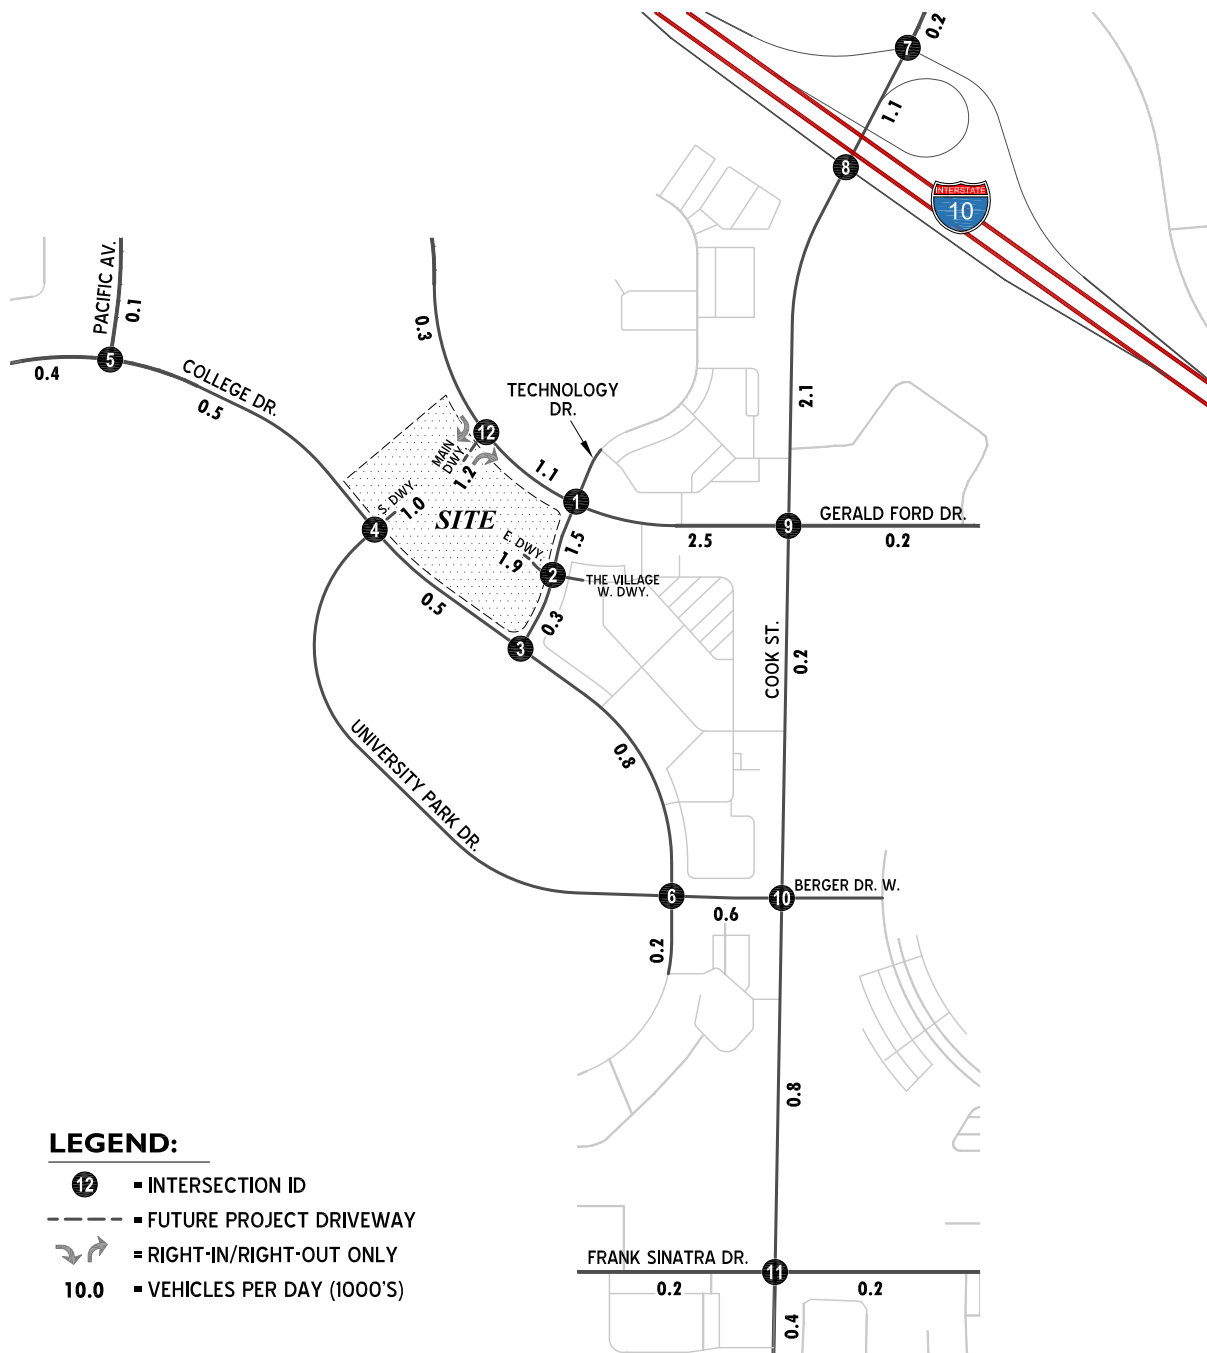 0.2
7
1.1
8
INTERSTATE
10
PACIFIC AV.
0.1
5
0.4
COLLEGE DR.
0.5
0.3
TECHNOLOGY
DR.
2.1
12
MAIN
DWY.
1.2
1.1
1
S. DWY.
1.0
4
SITE
E. DWY.
1.9
1.5
2
THE VILLAGE
W. DWY.
2.5
9
GERALD FORD DR.
0.2
0.5
0.3
3
COOK ST.
0.2
UNIVERSITY PARK DR.
0.8
6
0.6
10
BERGER DR. W.
0.2
0.8
FRANK SINATRA DR.
11
0.2
0.2
0.4
LEGEND:
12 = INTERSECTION ID
= FUTURE PROJECT DRIVEWAY
= RIGHT-IN/RIGHT-OUT ONLY
10.0 = VEHICLES PER DAY (1000'S)